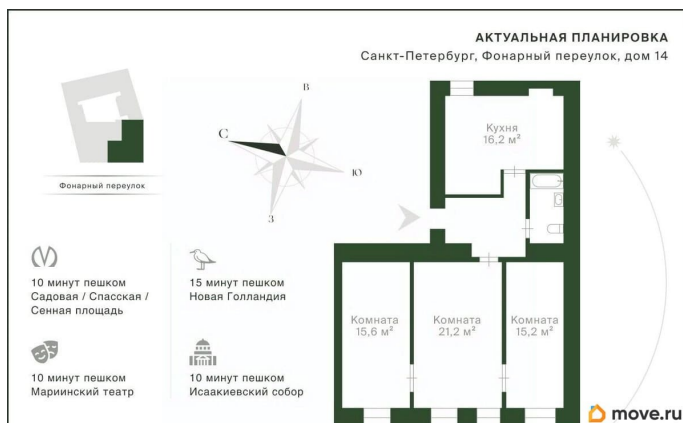 АКТУАЛЬНАЯ ПЛАНИРОВКА
Санкт-Петербург, Фонарный переулок, дом 14
В
С
Ю
З
Фонарный переулок
Кухня
16,2 м²
10 минут пешком
Садовая / Спасская /
Сенная площадь
15 минут пешком
Новая Голландия
10 минут пешком
Мариинский театр
10 минут пешком
Исаакиевский собор
Комната
15,6 м²
Комната
21,2 м²
Комната
15,2 м²
move.ru